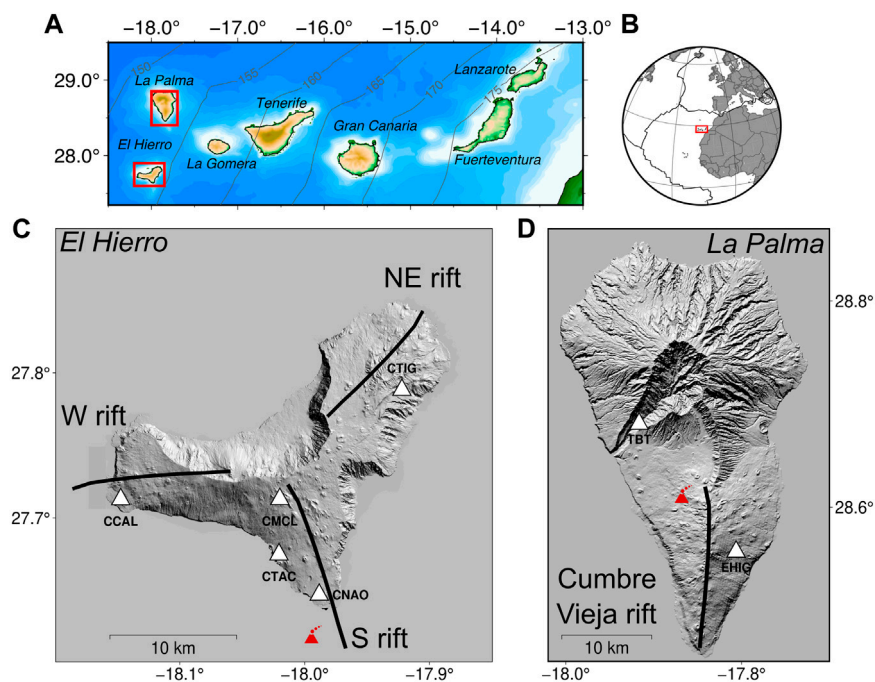 A
B
−18.0° −17.0° −16.0° −15.0° −14.0° −13.0°
29.0°
28.0°
150
155
160
165
170
175
La Palma
El Hierro
La Gomera
Tenerife
Gran Canaria
Lanzarote
Fuerteventura
C
El Hierro
NE rift
CTIG
W rift
CCAL
CMCL
CTAC
CNAO
S rift
10 km
27.8°
27.7°
−18.1° −18.0° −17.9°
D
La Palma
TBT
EHIG
Cumbre
Vieja rift
10 km
28.8°
28.6°
−18.0° −17.8°